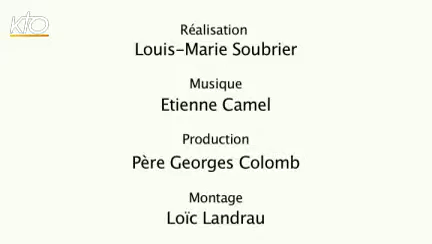 kto
Réalisation
Louis-Marie Soubrier
Musique
Etienne Camel
Production
Père Georges Colomb
Montage
Loïc Landrau